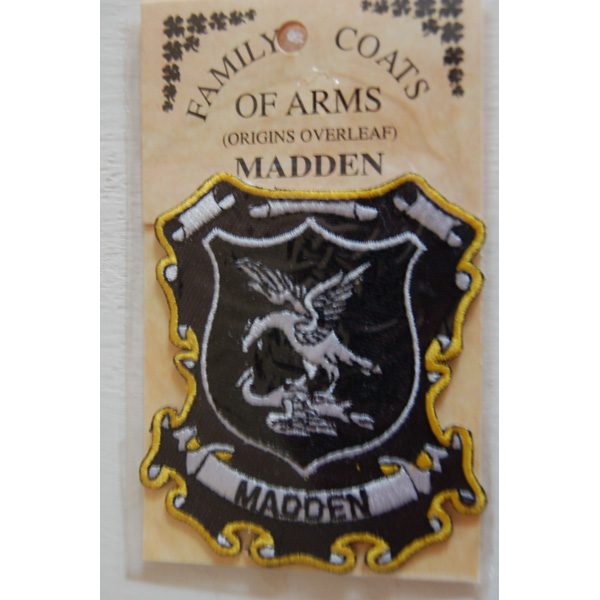 FAMILY COATS
OF ARMS
(ORIGINS OVERLEAF)
MADDEN
MADDEN